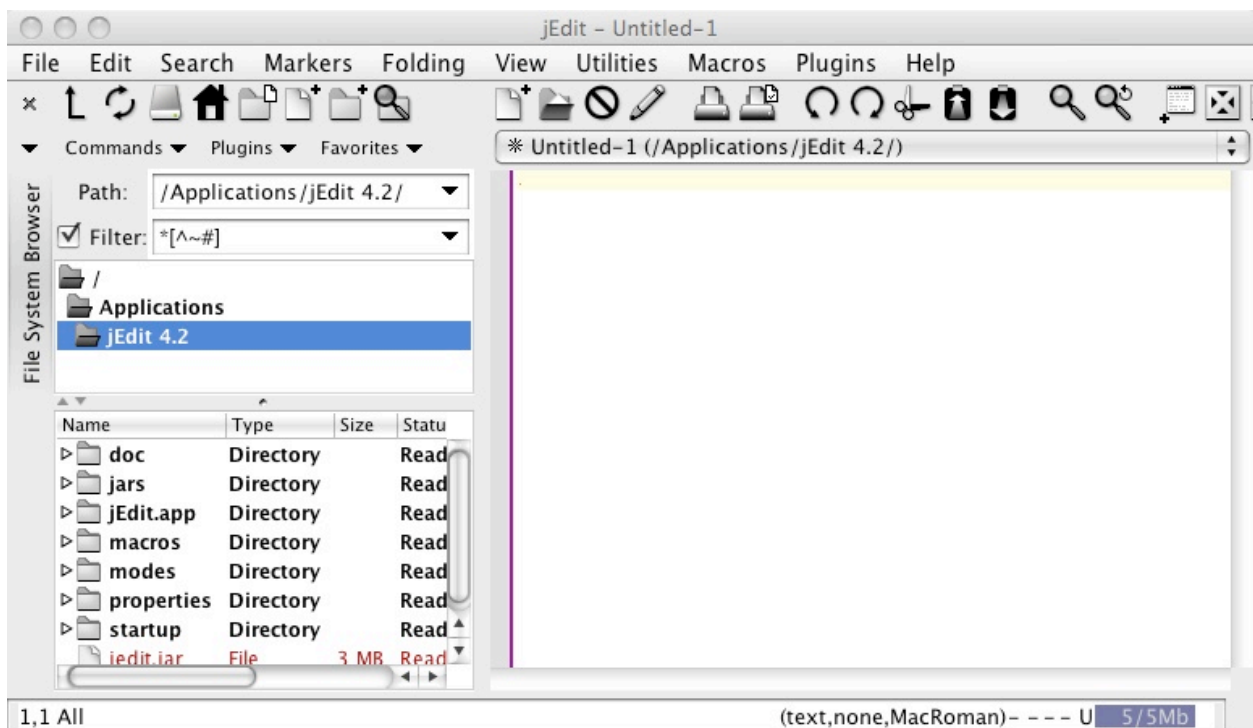 jEdit – Untitled-1
File Edit Search Markers Folding View Utilities Macros Plugins Help
Commands Plugins Favorites
* Untitled-1 (/Applications/jEdit 4.2/)
File System Browser
Path: /Applications/jEdit 4.2/
Filter: *[^~#]
/
Applications
jEdit 4.2
Name Type Size Statu
doc Directory Read
jars Directory Read
jEdit.app Directory Read
macros Directory Read
modes Directory Read
properties Directory Read
startup Directory Read
jedit.jar File 3 MB Read
1,1 All (text,none,MacRoman)– – – – U 5/5Mb